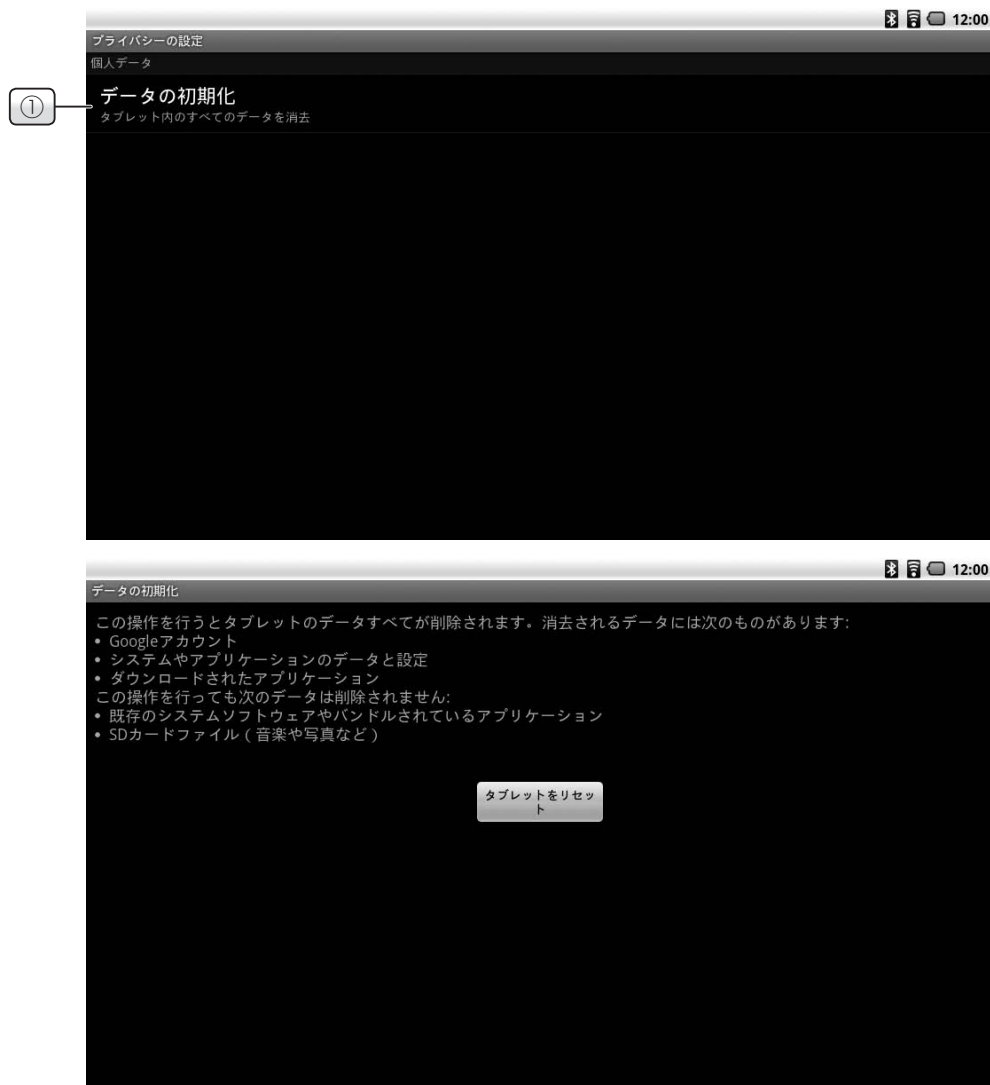 12:00
プライバシーの設定
個人データ
①
データの初期化
タブレット内のすべてのデータを消去
12:00
データの初期化
この操作を行うとタブレットのデータすべてが削除されます。消去されるデータには次のものがあります:
• Googleアカウント
• システムやアプリケーションのデータと設定
• ダウンロードされたアプリケーション
この操作を行っても次のデータは削除されません:
• 既存のシステムソフトウェアやバンドルされているアプリケーション
• SDカードファイル ( 音楽や写真など )
タブレットをリセッ
ト